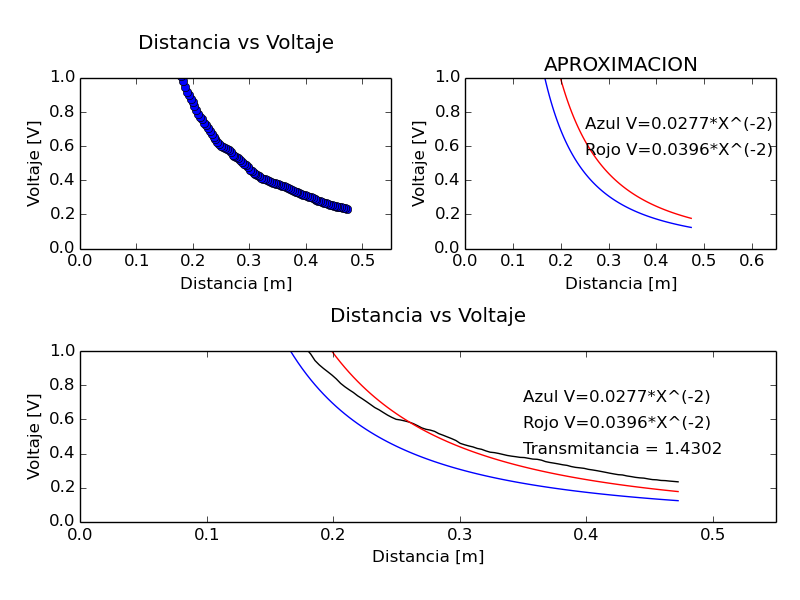 Distancia vs Voltaje
1.0
0.8
0.6
0.4
0.2
0.0
Voltaje [V]
0.0 0.1 0.2 0.3 0.4 0.5
Distancia [m]
APROXIMACION
1.0
0.8
0.6
0.4
0.2
0.0
Voltaje [V]
Azul V=0.0277*X^(-2)
Rojo V=0.0396*X^(-2)
0.0 0.1 0.2 0.3 0.4 0.5 0.6
Distancia [m]
Distancia vs Voltaje
1.0
0.8
0.6
0.4
0.2
0.0
Voltaje [V]
Azul V=0.0277*X^(-2)
Rojo V=0.0396*X^(-2)
Transmitancia = 1.4302
0.0 0.1 0.2 0.3 0.4 0.5
Distancia [m]